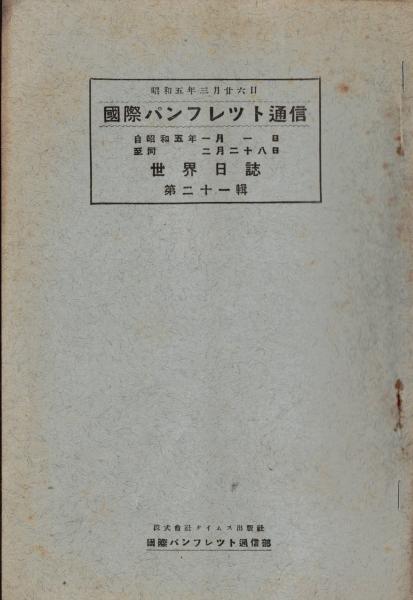 昭和五年三月廿六日
國際パンフレツト通信
自昭和五年一月一日
至同 二月二十八日
世界日誌
第二十一輯
株式會社タイムス出版社
國際パンフレツト通信部